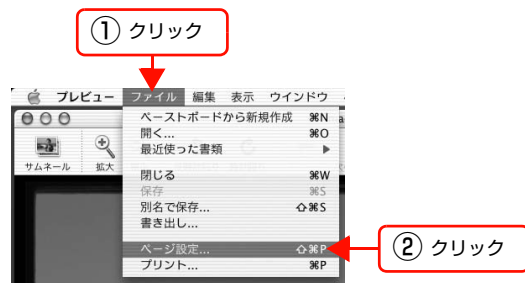 ① クリック
プレビュー ファイル 編集 表示 ウインドウ
ペーストボードから新規作成 ⌘N
開く... ⌘O
最近使った書類 ▶
サムネール 拡大
閉じる ⌘W
保存 ⌘S
別名で保存... ⇧⌘S
書き出し...
ページ設定... ⇧⌘P
② クリック
プリント... ⌘P